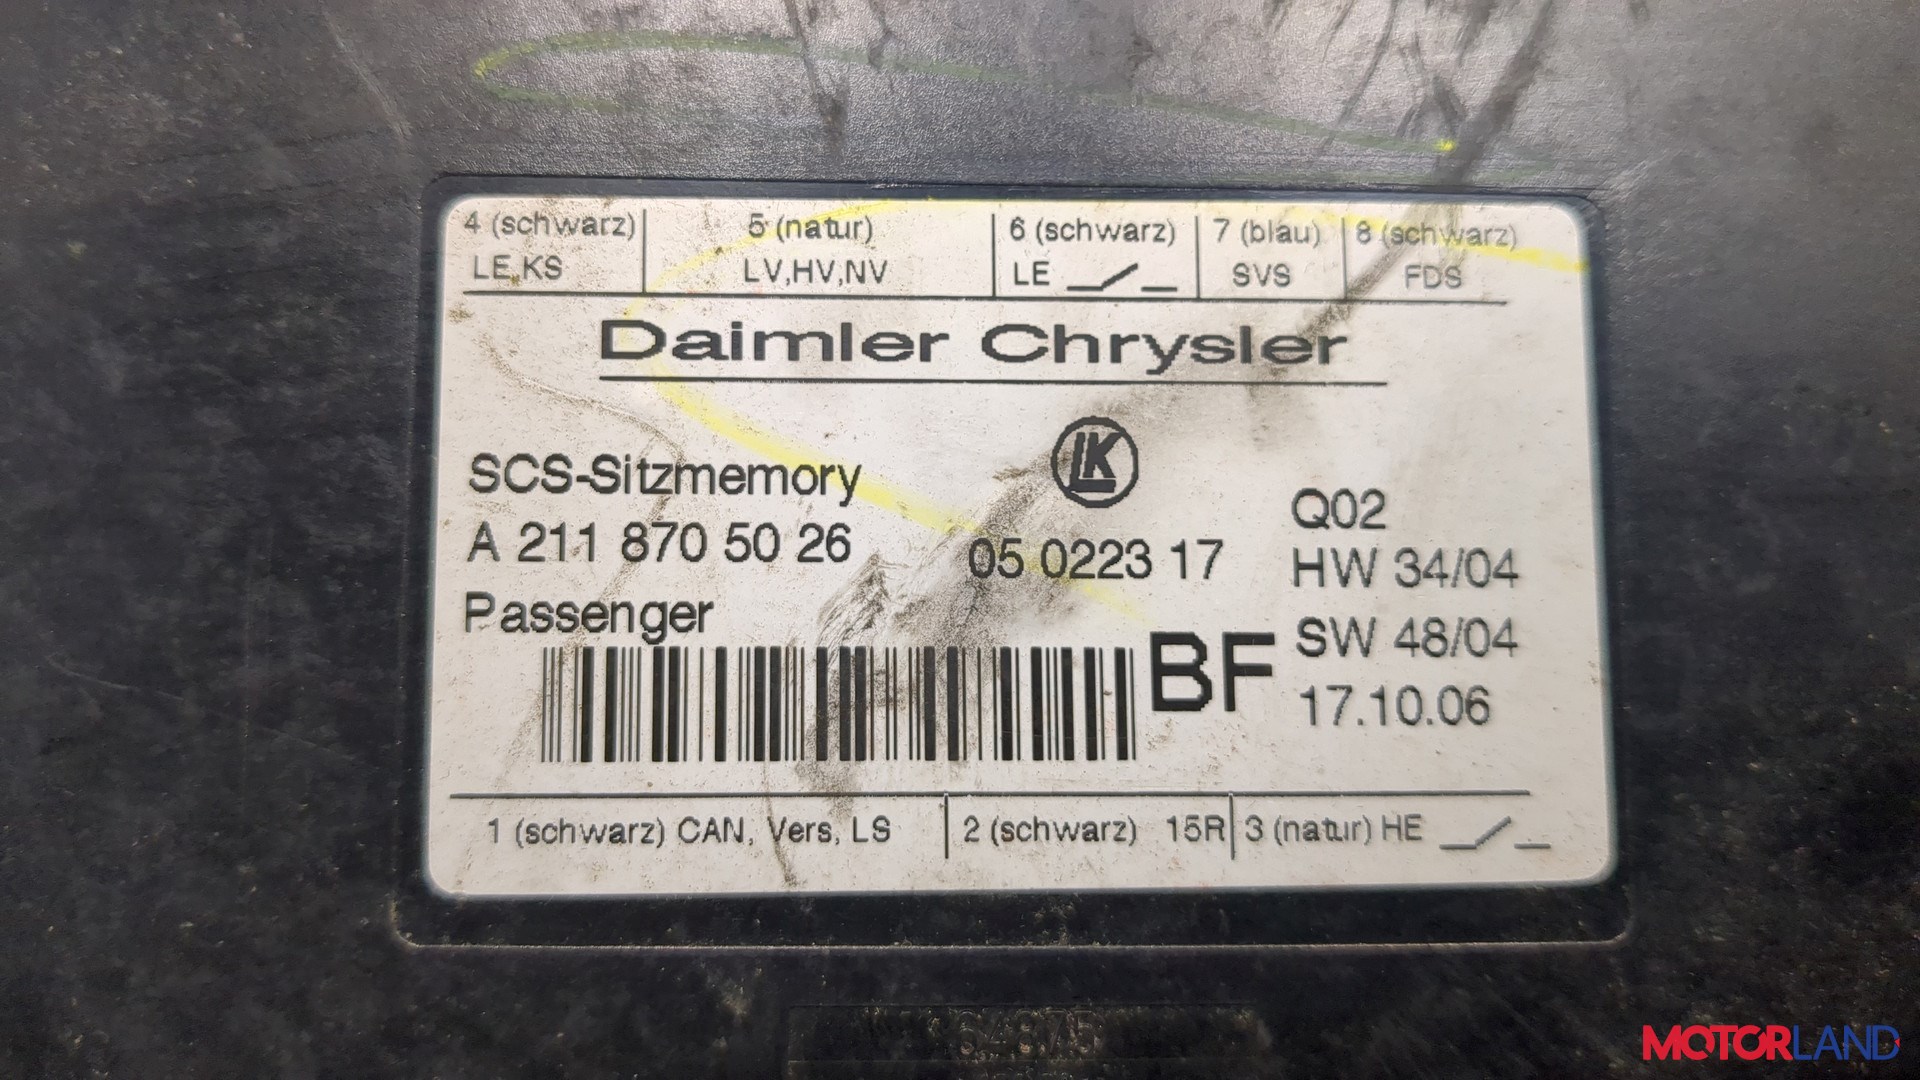 4 (schwarz) 5 (natur) 6 (schwarz) 7 (blau) 8 (schwarz)
LE,KS LV,HV,NV LE SVS FDS
Daimler Chrysler
LK
SCS-Sitzmemory
Q02
A 211 870 50 26 05 0223 17 HW 34/04
Passenger
BF SW 48/04
17.10.06
1 (schwarz) CAN, Vers, LS 2 (schwarz) 15R 3 (natur) HE
MOTORLAND